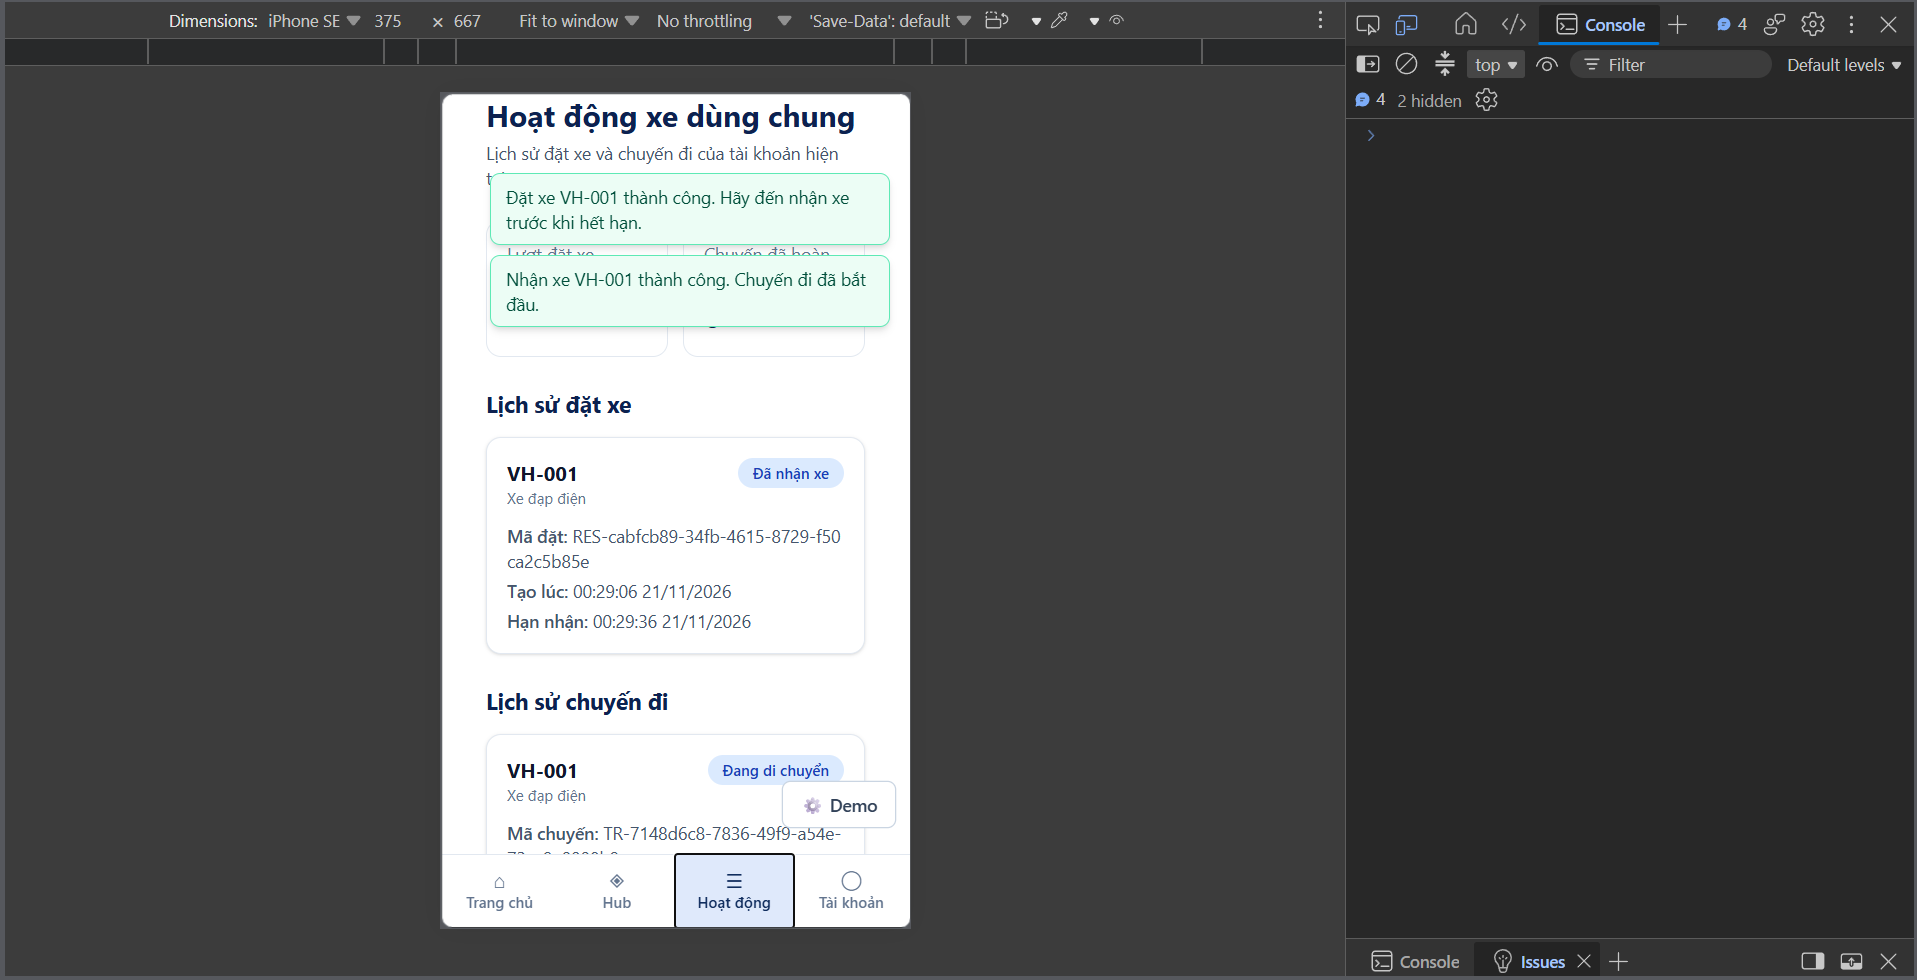 Dimensions: iPhone SE 375 × 667 Fit to window No throttling 'Save-Data': default
Console 4
top Filter Default levels
4 2 hidden
Hoạt động xe dùng chung
Lịch sử đặt xe và chuyến đi của tài khoản hiện
Đặt xe VH-001 thành công. Hãy đến nhận xe
trước khi hết hạn.
Lượt đặt xe Chuyến đã hoàn
Nhận xe VH-001 thành công. Chuyến đi đã bắt
đầu.
Lịch sử đặt xe
VH-001 Đã nhận xe
Xe đạp điện
Mã đặt: RES-cabfcb89-34fb-4615-8729-f50
ca2c5b85e
Tạo lúc: 00:29:06 21/11/2026
Hạn nhận: 00:29:36 21/11/2026
Lịch sử chuyến đi
VH-001 Đang di chuyển
Xe đạp điện
Demo
Mã chuyến: TR-7148d6c8-7836-49f9-a54e-
Trang chủ Hub Hoạt động Tài khoản
Console Issues